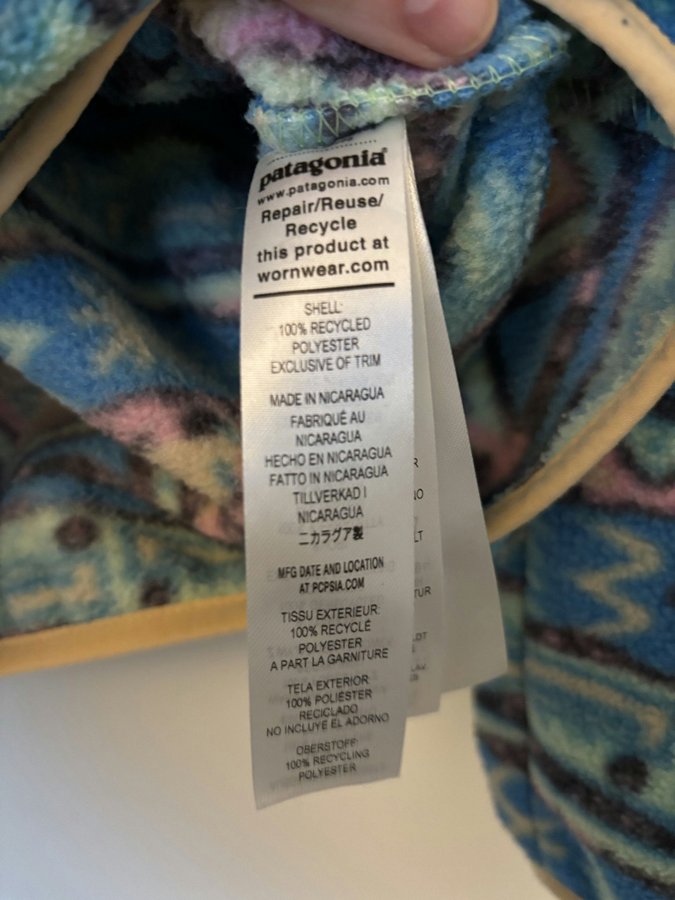 patagonia®
www.patagonia.com
Repair/Reuse/
Recycle
this product at
wornwear.com
SHELL:
100% RECYCLED
POLYESTER
EXCLUSIVE OF TRIM
MADE IN NICARAGUA
FABRIQUÉ AU
NICARAGUA
HECHO EN NICARAGUA
FATTO IN NICARAGUA
TILLVERKAD I
NICARAGUA
ニカラグア製
MFG DATE AND LOCATION
AT PCPSIA.COM
TISSU EXTERIEUR:
100% RECYCLÉ
POLYESTER
A PART LA GARNITURE
TELA EXTERIOR:
100% POLIÉSTER
RECICLADO
NO INCLUYE EL ADORNO
OBERSTOFF:
100% RECYCLING
POLYESTER